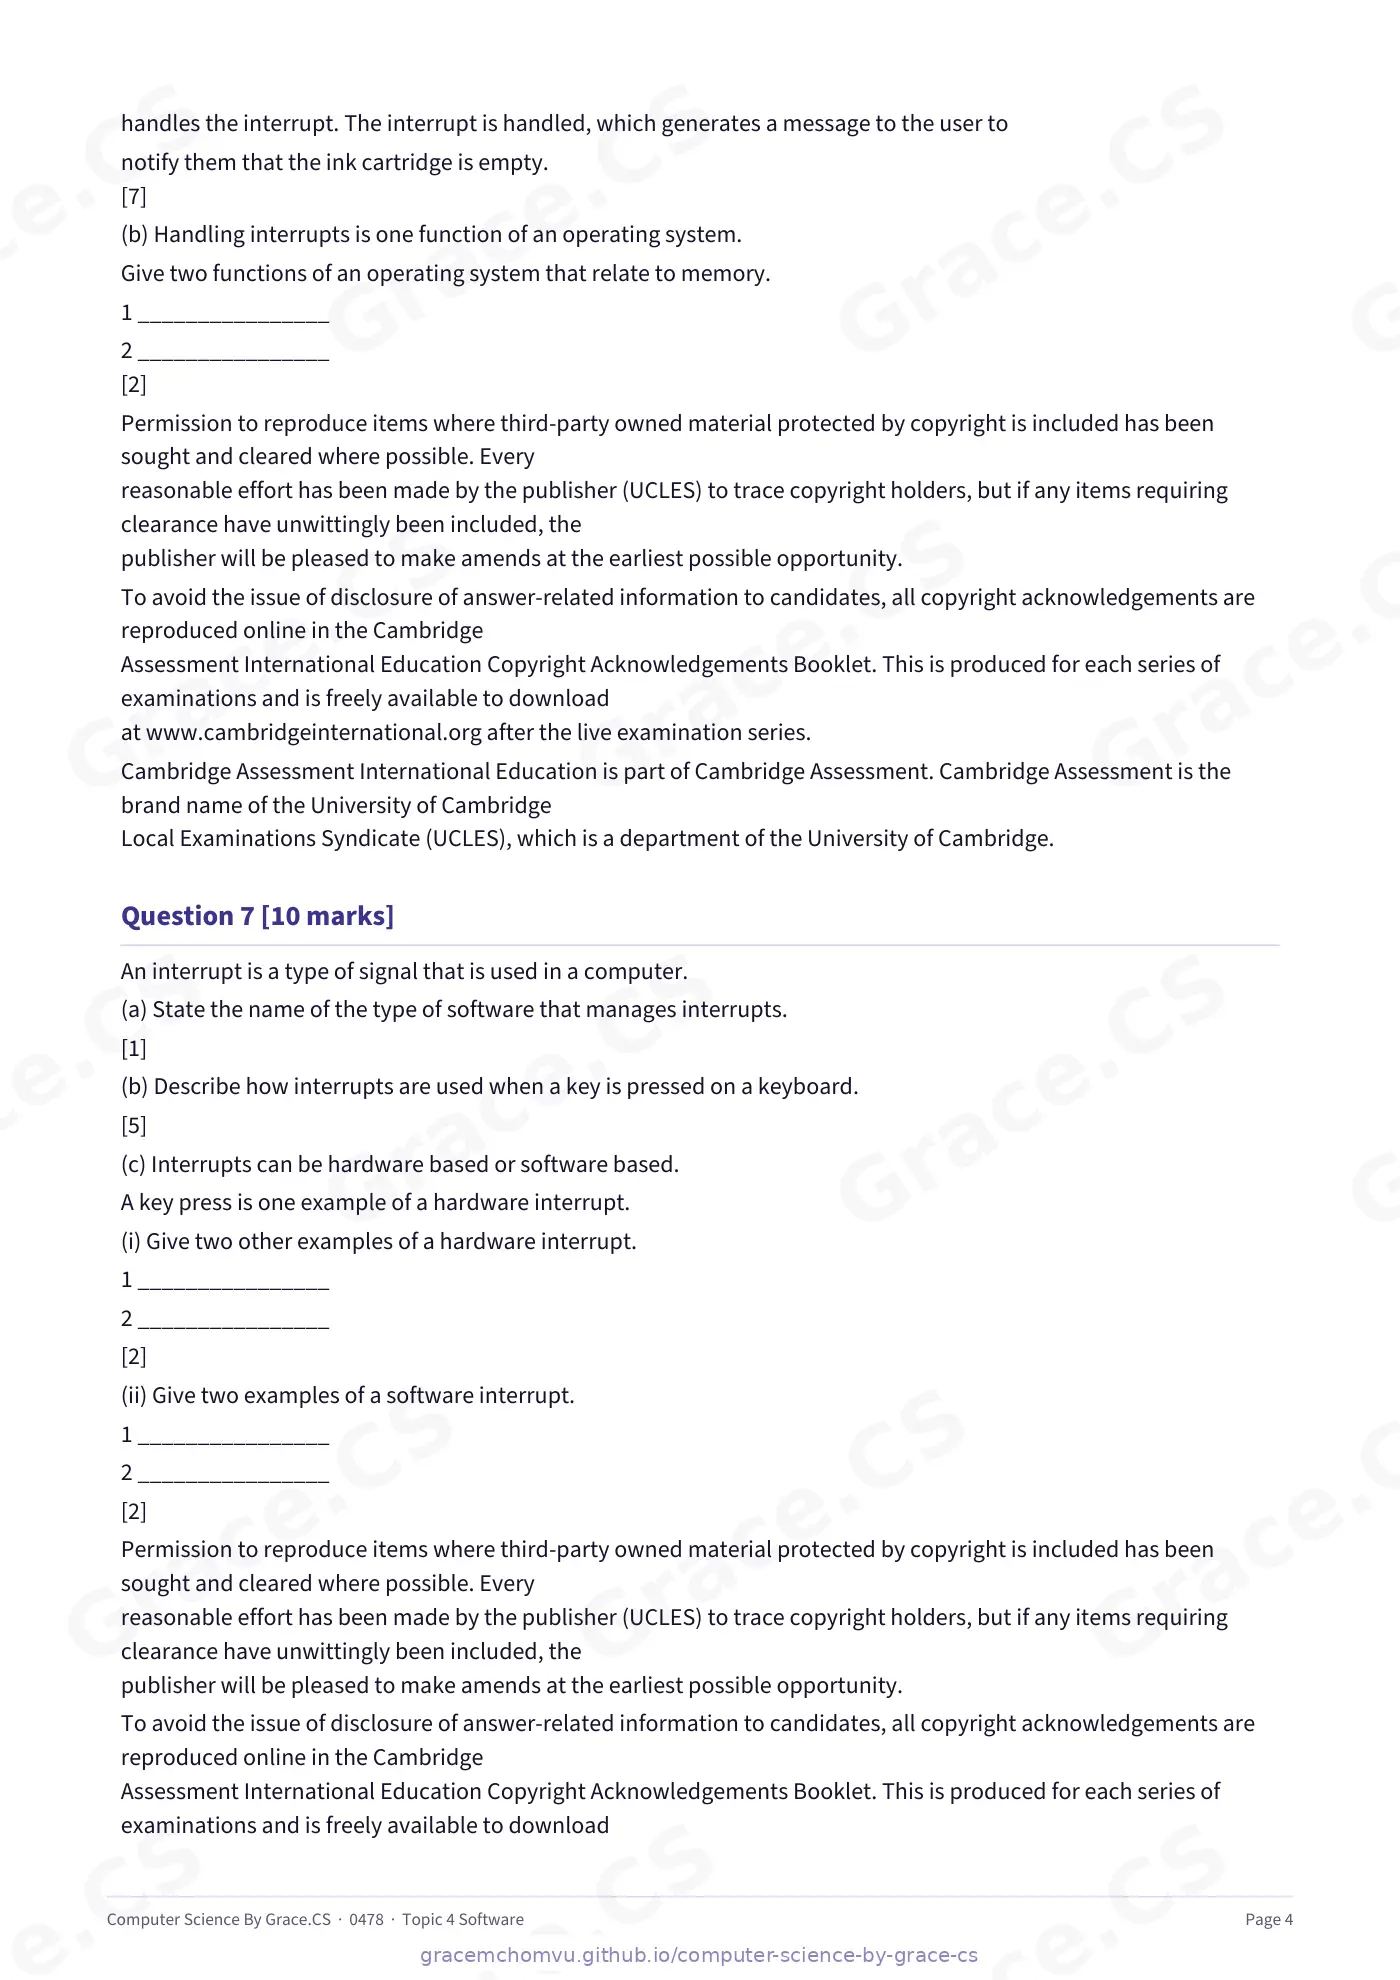 handles the interrupt. The interrupt is handled, which generates a message to the user to
notify them that the ink cartridge is empty.
[7]
(b) Handling interrupts is one function of an operating system.
Give two functions of an operating system that relate to memory.
1 ________________
2 ________________
[2]
Permission to reproduce items where third-party owned material protected by copyright is included has been
sought and cleared where possible. Every
reasonable effort has been made by the publisher (UCLES) to trace copyright holders, but if any items requiring
clearance have unwittingly been included, the
publisher will be pleased to make amends at the earliest possible opportunity.
To avoid the issue of disclosure of answer-related information to candidates, all copyright acknowledgements are
reproduced online in the Cambridge
Assessment International Education Copyright Acknowledgements Booklet. This is produced for each series of
examinations and is freely available to download
at www.cambridgeinternational.org after the live examination series.
Cambridge Assessment International Education is part of Cambridge Assessment. Cambridge Assessment is the
brand name of the University of Cambridge
Local Examinations Syndicate (UCLES), which is a department of the University of Cambridge.
Question 7 [10 marks]
An interrupt is a type of signal that is used in a computer.
(a) State the name of the type of software that manages interrupts.
[1]
(b) Describe how interrupts are used when a key is pressed on a keyboard.
[5]
(c) Interrupts can be hardware based or software based.
A key press is one example of a hardware interrupt.
(i) Give two other examples of a hardware interrupt.
1 ________________
2 ________________
[2]
(ii) Give two examples of a software interrupt.
1 ________________
2 ________________
[2]
Permission to reproduce items where third-party owned material protected by copyright is included has been
sought and cleared where possible. Every
reasonable effort has been made by the publisher (UCLES) to trace copyright holders, but if any items requiring
clearance have unwittingly been included, the
publisher will be pleased to make amends at the earliest possible opportunity.
To avoid the issue of disclosure of answer-related information to candidates, all copyright acknowledgements are
reproduced online in the Cambridge
Assessment International Education Copyright Acknowledgements Booklet. This is produced for each series of
examinations and is freely available to download
Computer Science By Grace.CS · 0478 · Topic 4 Software Page 4
gracemchomvu.github.io/computer-science-by-grace-cs